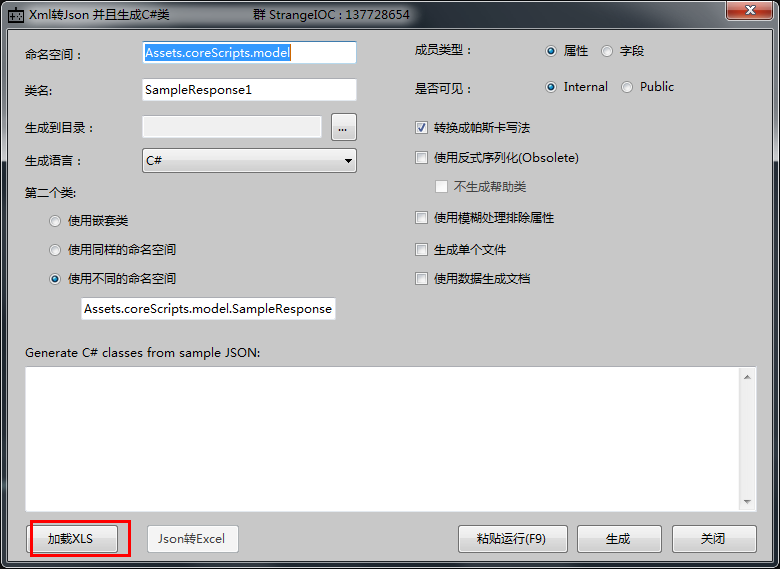 Xml转Json 并且生成C#类 群 StrangeIOC : 137728654
命名空间 : Assets.coreScripts.model
类名: SampleResponse1
生成到目录 : ...
生成语言 : C#
第二个类:
使用嵌套类
使用同样的命名空间
使用不同的命名空间
Assets.coreScripts.model.SampleResponse
成员类型 : 属性 字段
是否可见 : Internal Public
转换成帕斯卡写法
使用反式序列化(Obsolete)
不生成帮助类
使用模糊处理排除属性
生成单个文件
使用数据生成文档
Generate C# classes from sample JSON:
加载XLS Json转Excel 粘贴运行(F9) 生成 关闭